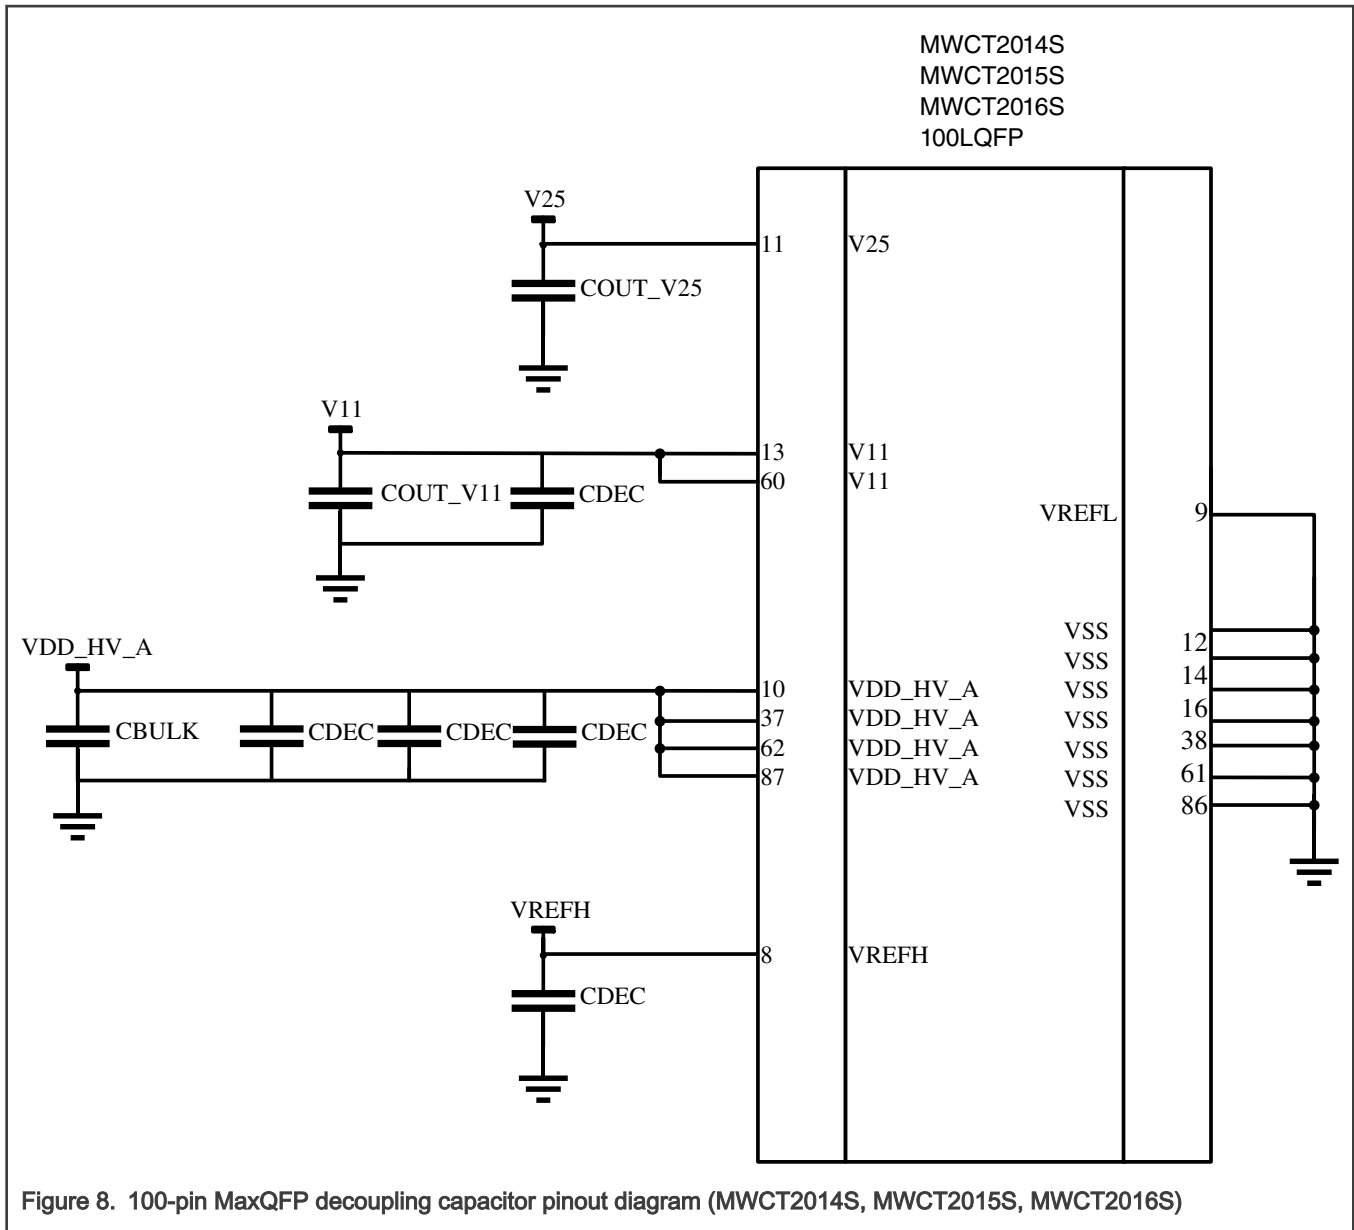 MWCT2014S
MWCT2015S
MWCT2016S
100LQFP
V25
11 V25
COUT_V25
V11
13 V11
60 V11
COUT_V11 CDEC
VREFL 9
VDD_HV_A
VSS
12
VSS
14
VSS
16
VSS
38
VSS
61
VSS
86
VSS
10 VDD_HV_A
37 VDD_HV_A
62 VDD_HV_A
87 VDD_HV_A
CBULK CDEC CDEC CDEC
VREFH
8 VREFH
CDEC
Figure 8. 100-pin MaxQFP decoupling capacitor pinout diagram (MWCT2014S, MWCT2015S, MWCT2016S)